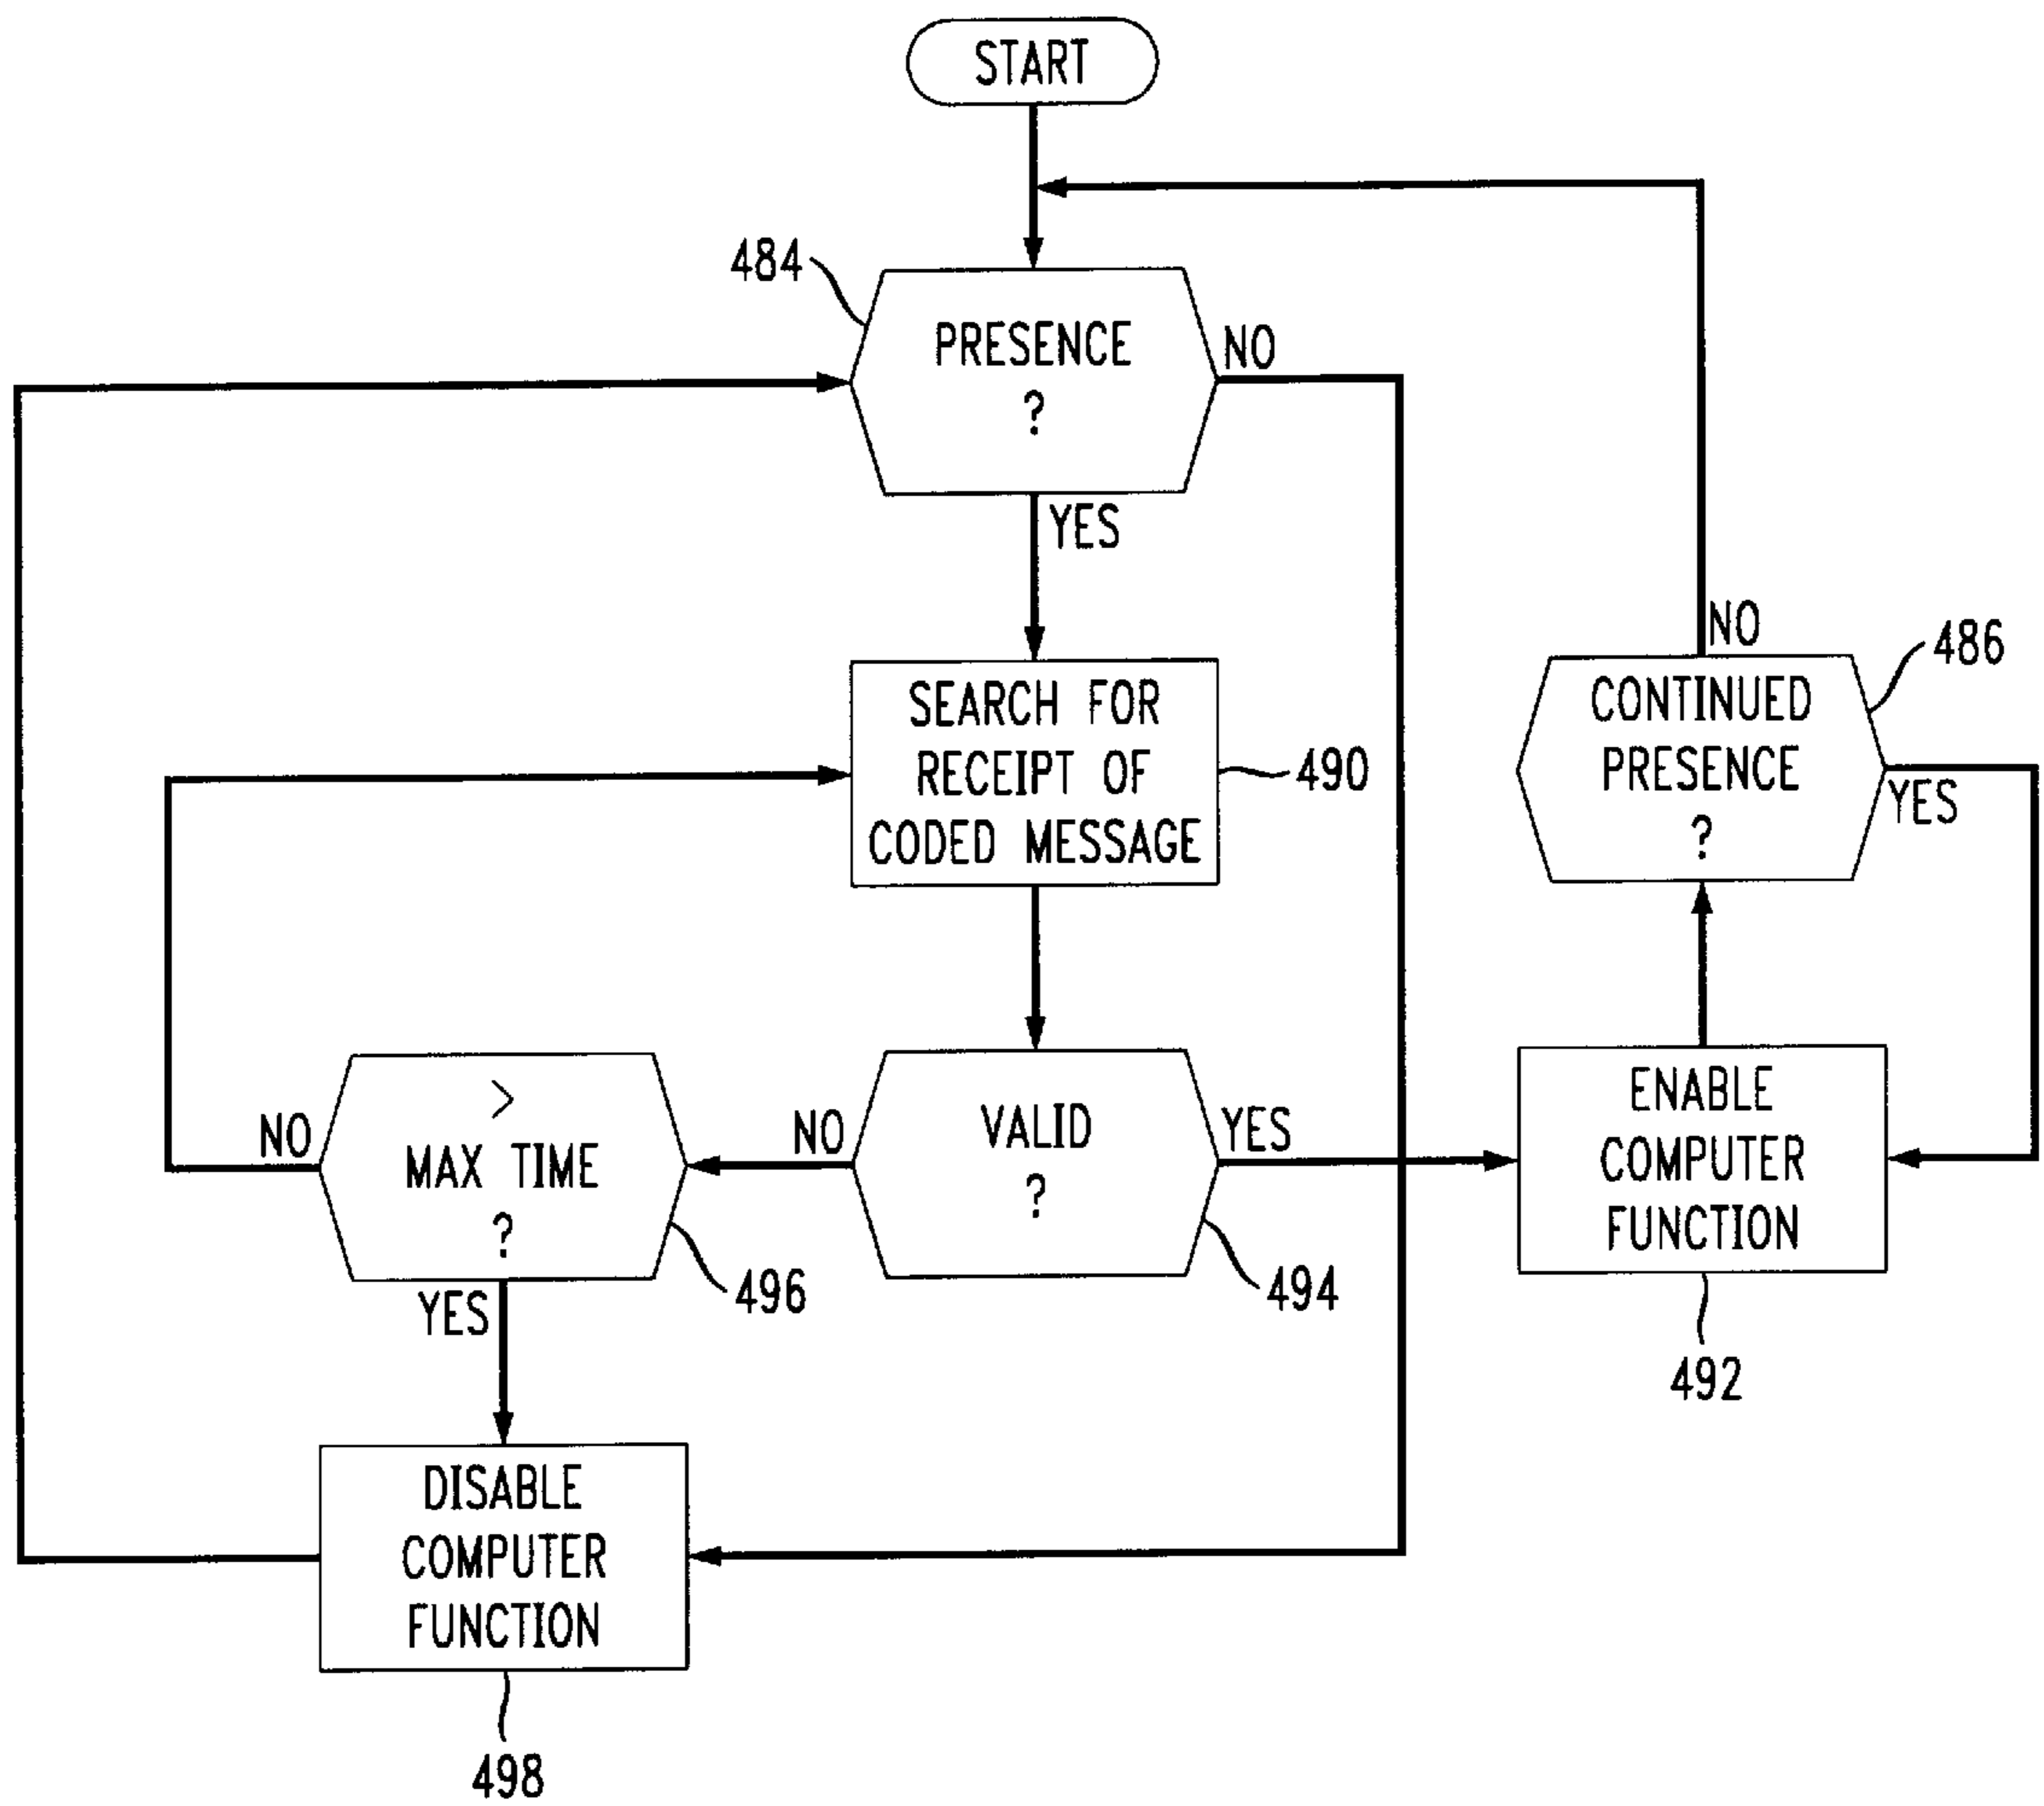 START
484
PRESENCE
?
NO
YES
SEARCH FOR
RECEIPT OF
CODED MESSAGE
490
NO
CONTINUED
PRESENCE
?
486
YES
>
MAX TIME
?
NO
YES
496
VALID
?
NO
YES
494
ENABLE
COMPUTER
FUNCTION
492
DISABLE
COMPUTER
FUNCTION
498